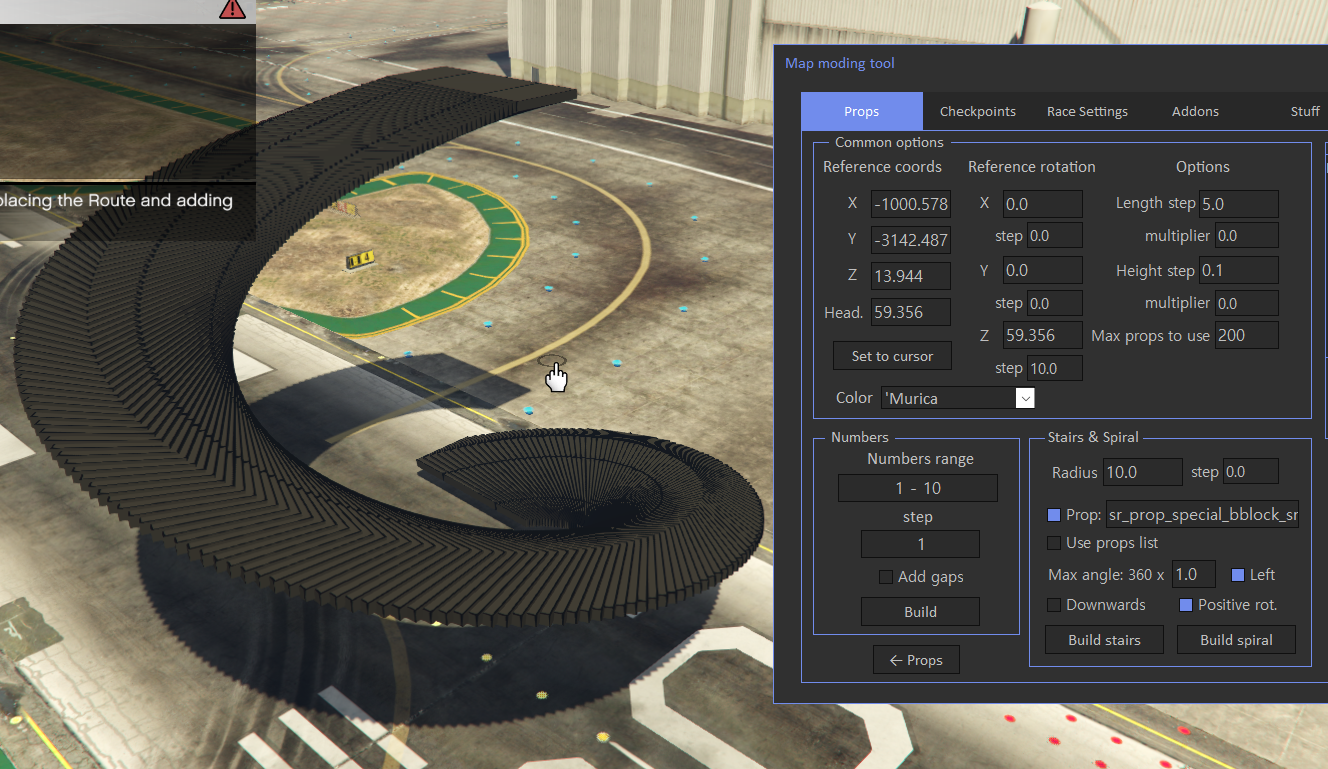 placing the Route and adding
Map moding tool
Props Checkpoints Race Settings Addons Stuff
Common options
Reference coords Reference rotation Options
X -1000.578 X 0.0 Length step 5.0
step 0.0 multiplier 0.0
Y -3142.487
Y 0.0 Height step 0.1
Z 13.944
step 0.0 multiplier 0.0
Head. 59.356
Z 59.356 Max props to use 200
Set to cursor
step 10.0
Color 'Murica
Numbers
Numbers range
1 - 10
step
1
Add gaps
Build
← Props
Stairs & Spiral
Radius 10.0 step 0.0
Prop: sr_prop_special_bblock_sr
Use props list
Max angle: 360 x 1.0 Left
Downwards Positive rot.
Build stairs Build spiral